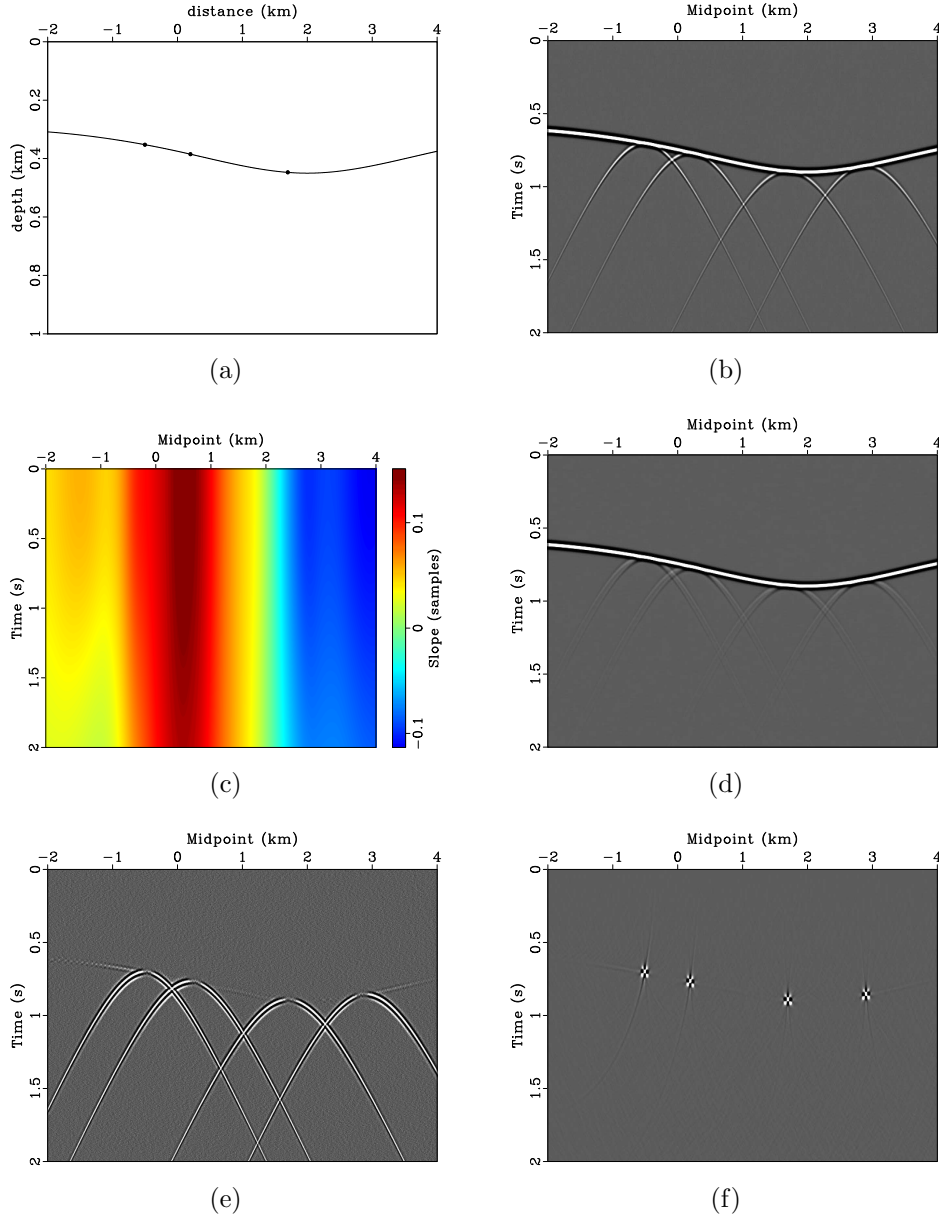 distance (km)
−2 −1 0 1 2 3 4
0 0.2 0.4 0.6 0.8 1
depth (km)
(a)
Midpoint (km)
−2 −1 0 1 2 3 4
0 0.5 1 1.5 2
Time (s)
(b)
Midpoint (km)
−2 −1 0 1 2 3 4
0 0.5 1 1.5 2
Time (s)
0.1 0 −0.1
Slope (samples)
(c)
Midpoint (km)
−2 −1 0 1 2 3 4
0 0.5 1 1.5 2
Time (s)
(d)
Midpoint (km)
−2 −1 0 1 2 3 4
0 0.5 1 1.5 2
Time (s)
(e)
Midpoint (km)
−2 −1 0 1 2 3 4
0 0.5 1 1.5 2
Time (s)
(f)